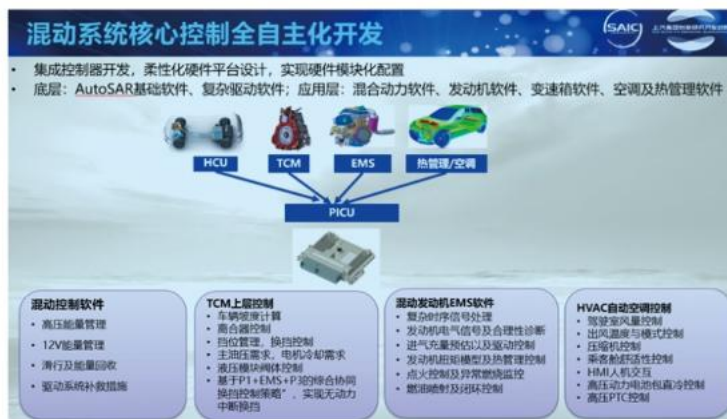 混动系统核心控制全自主化开发
SAIC
• 集成控制器开发，柔性化硬件平台设计，实现硬件模块化配置
• 底层：AutoSAR基础软件、复杂驱动软件；应用层：混合动力软件、发动机软件、变速箱软件、空调及热管理软件
HCU
TCM
EMS
热管理/空调
PICU
混动控制软件
• 高压能量管理
• 12V能量管理
• 滑行及能量回收
• 驱动系统补救措施
TCM上层控制
• 车辆坡度计算
• 离合器控制
• 挡位管理，换挡控制
• 主油压需求，电机冷却需求
• 液压模块阀体控制
• 基于P1+EMS+P3的综合协同
换挡控制策略”，实现无动力
中断换挡
混动发动机EMS软件
• 复杂时序信号处理
• 发动机电气信号及合理性诊断
• 进气充量预估以及驱动控制
• 发动机扭矩模型及热管理控制
• 点火控制及异常燃烧监控
• 燃油喷射及闭环控制
HVAC自动空调控制
• 驾驶室风量控制
• 出风温度与模式控制
• 压缩机控制
• 乘客舱舒适性控制
• HMI人机交互
• 高压动力电池包直冷控制
• 高压PTC控制